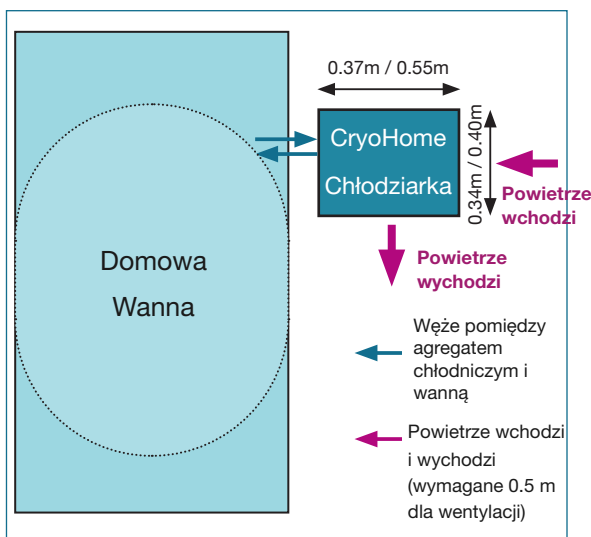 0.37m / 0.55m
CryoHome
Chłodziarka
0.34m / 0.40m
Powietrze
wchodzi
Powietrze
wychodzi
Domowa
Wanna
Węże pomiędzy
agregatem
chłodniczym i
wanną
Powietrze wchodzi
i wychodzi
(wymagane 0.5 m
dla wentylacji)